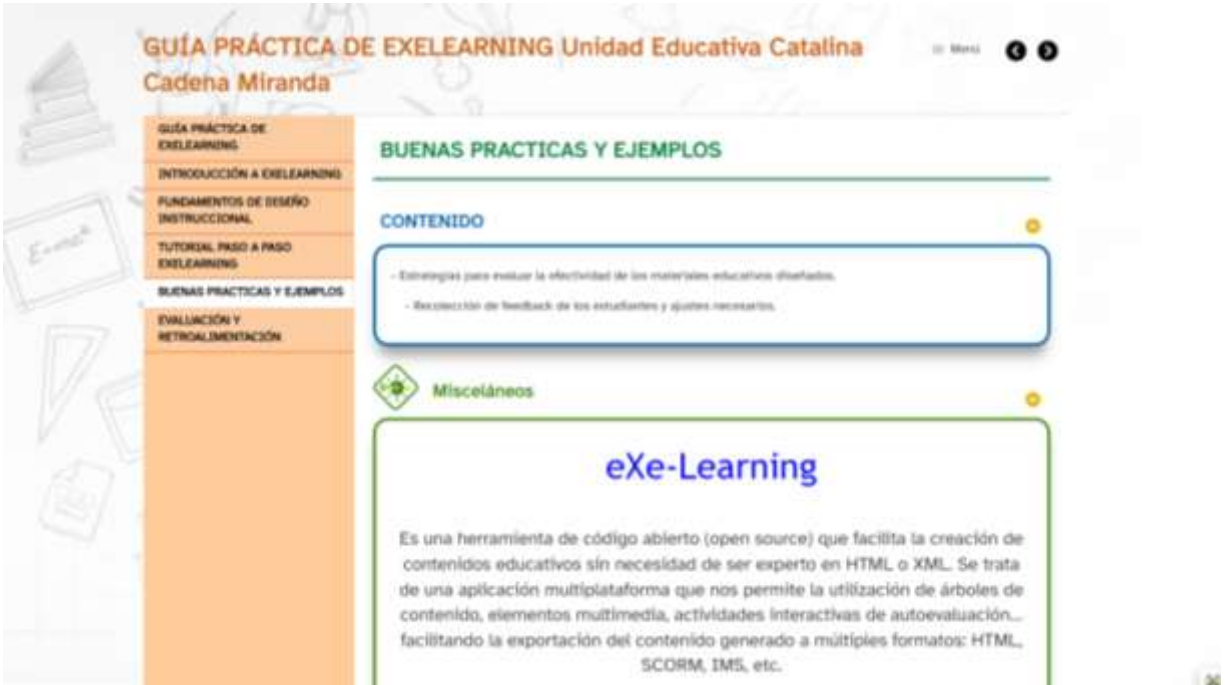 GUÍA PRÁCTICA DE EXELEARNING Unidad Educativa Catalina
Cadena Miranda
Menú
GUÍA PRÁCTICA DE
EXELEARNING
INTRODUCCIÓN A EXELEARNING
FUNDAMENTOS DE DISEÑO
INSTRUCCIONAL
TUTORIAL PASO A PASO
EXELEARNING
BUENAS PRACTICAS Y EJEMPLOS
EVALUACIÓN Y
RETROALIMENTACIÓN
BUENAS PRACTICAS Y EJEMPLOS
CONTENIDO
- Estrategias para evaluar la efectividad de los materiales educativos diseñados.
- Recolección de feedback de los estudiantes y ajustes necesarios.
Misceláneos
eXe-Learning
Es una herramienta de código abierto (open source) que facilita la creación de
contenidos educativos sin necesidad de ser experto en HTML o XML. Se trata
de una aplicación multiplataforma que nos permite la utilización de árboles de
contenido, elementos multimedia, actividades interactivas de autoevaluación...
facilitando la exportación del contenido generado a múltiples formatos: HTML,
SCORM, IMS, etc.